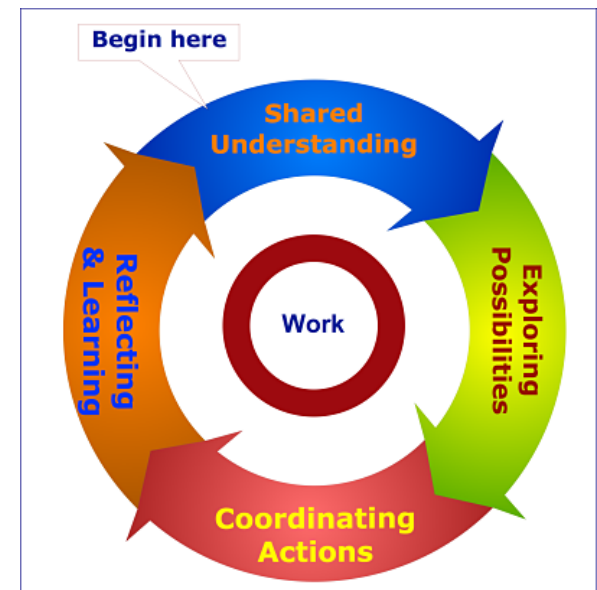 Begin here
Shared
Understanding
Exploring
Possibilities
Coordinating
Actions
Reflecting
& Learning
Work